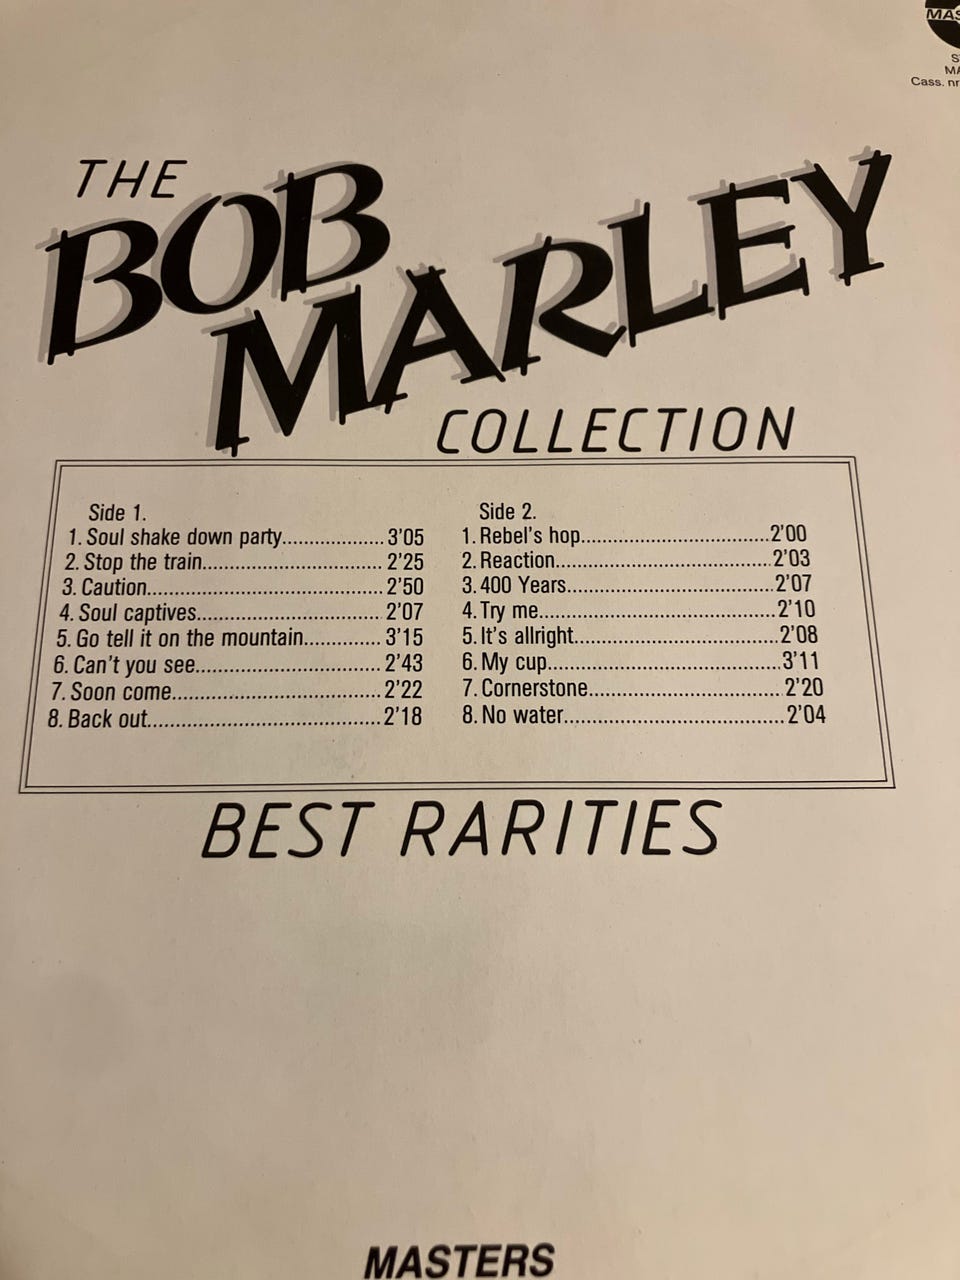 MAS
S
MA
Cass. nr
THE
BOB
MARLEY
COLLECTION
Side 1.
1. Soul shake down party.................3'05
2. Stop the train.............................. 2'25
3. Caution....................................... 2'50
4. Soul captives............................... 2'07
5. Go tell it on the mountain............ 3'15
6. Can't you see.............................. 2'43
7. Soon come.................................. 2'22
8. Back out...................................... 2'18
Side 2.
1. Rebel's hop...............................2'00
2. Reaction....................................2'03
3. 400 Years..................................2'07
4. Try me.......................................2'10
5. It's allright.................................2'08
6. My cup......................................3'11
7. Cornerstone................................2'20
8. No water....................................2'04
BEST RARITIES
MASTERS